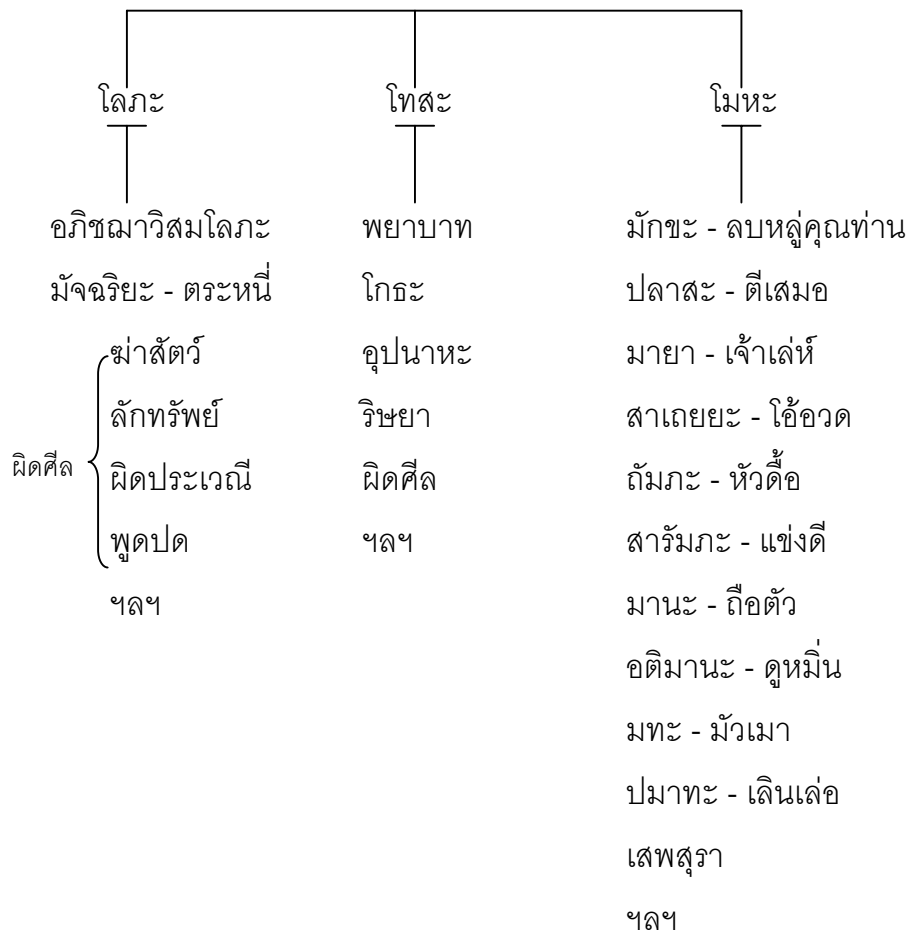 โลภะ
อภิชฌาวิสมโลภะ
มัจฉริยะ - ตระหนี่
ผิดศีล
ฆ่าสัตว์
ลักทรัพย์
ผิดประเวณี
พูดปด
ฯลฯ
โทสะ
พยาบาท
โกธะ
อุปนาหะ
ริษยา
ผิดศีล
ฯลฯ
โมหะ
มักขะ - ลบหลู่คุณท่าน
ปลาสะ - ตีเสมอ
มายา - เจ้าเล่ห์
สาเถยยะ - โอ้อวด
ถัมภะ - หัวดื้อ
สารัมภะ - แข่งดี
มานะ - ถือตัว
อติมานะ - ดูหมิ่น
มทะ - มัวเมา
ปมาทะ - เลินเล่อ
เสพสุรา
ฯลฯ